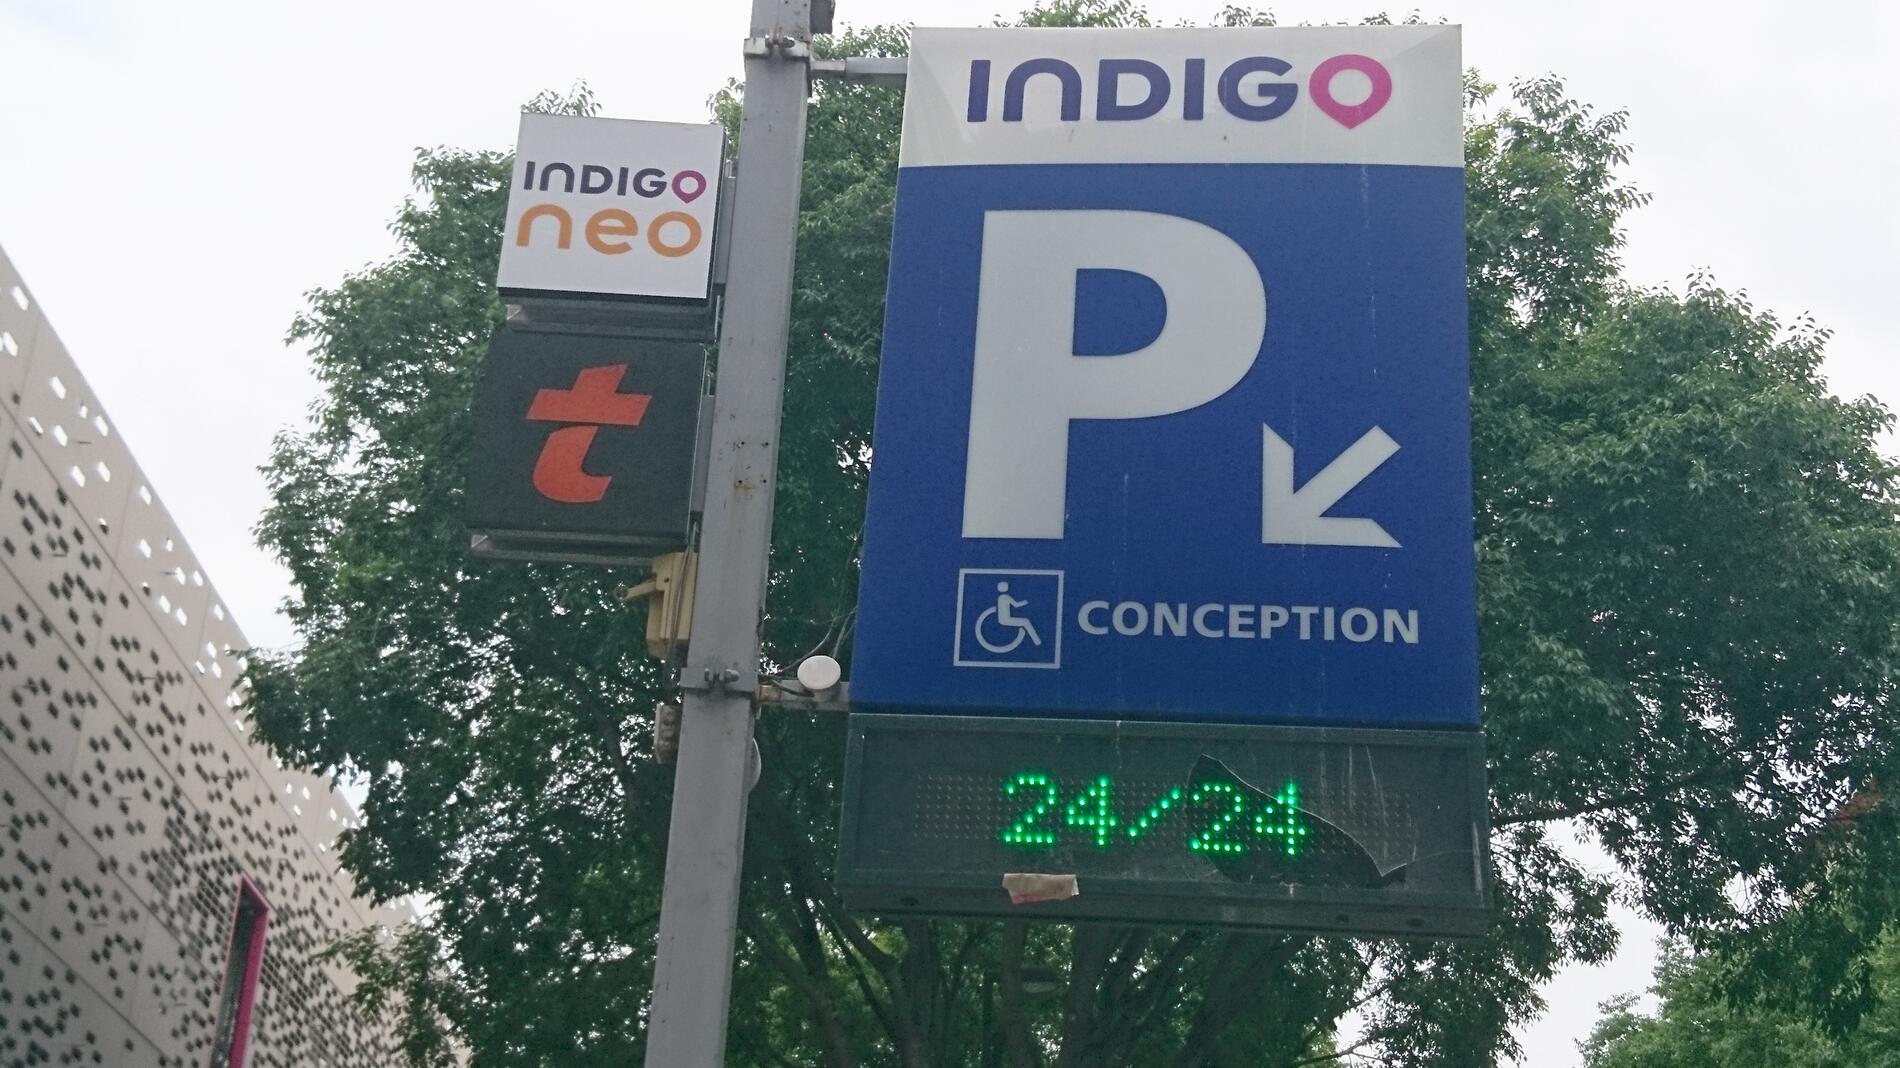 INDIGO
neo
t
INDIGO
P
CONCEPTION
24/24